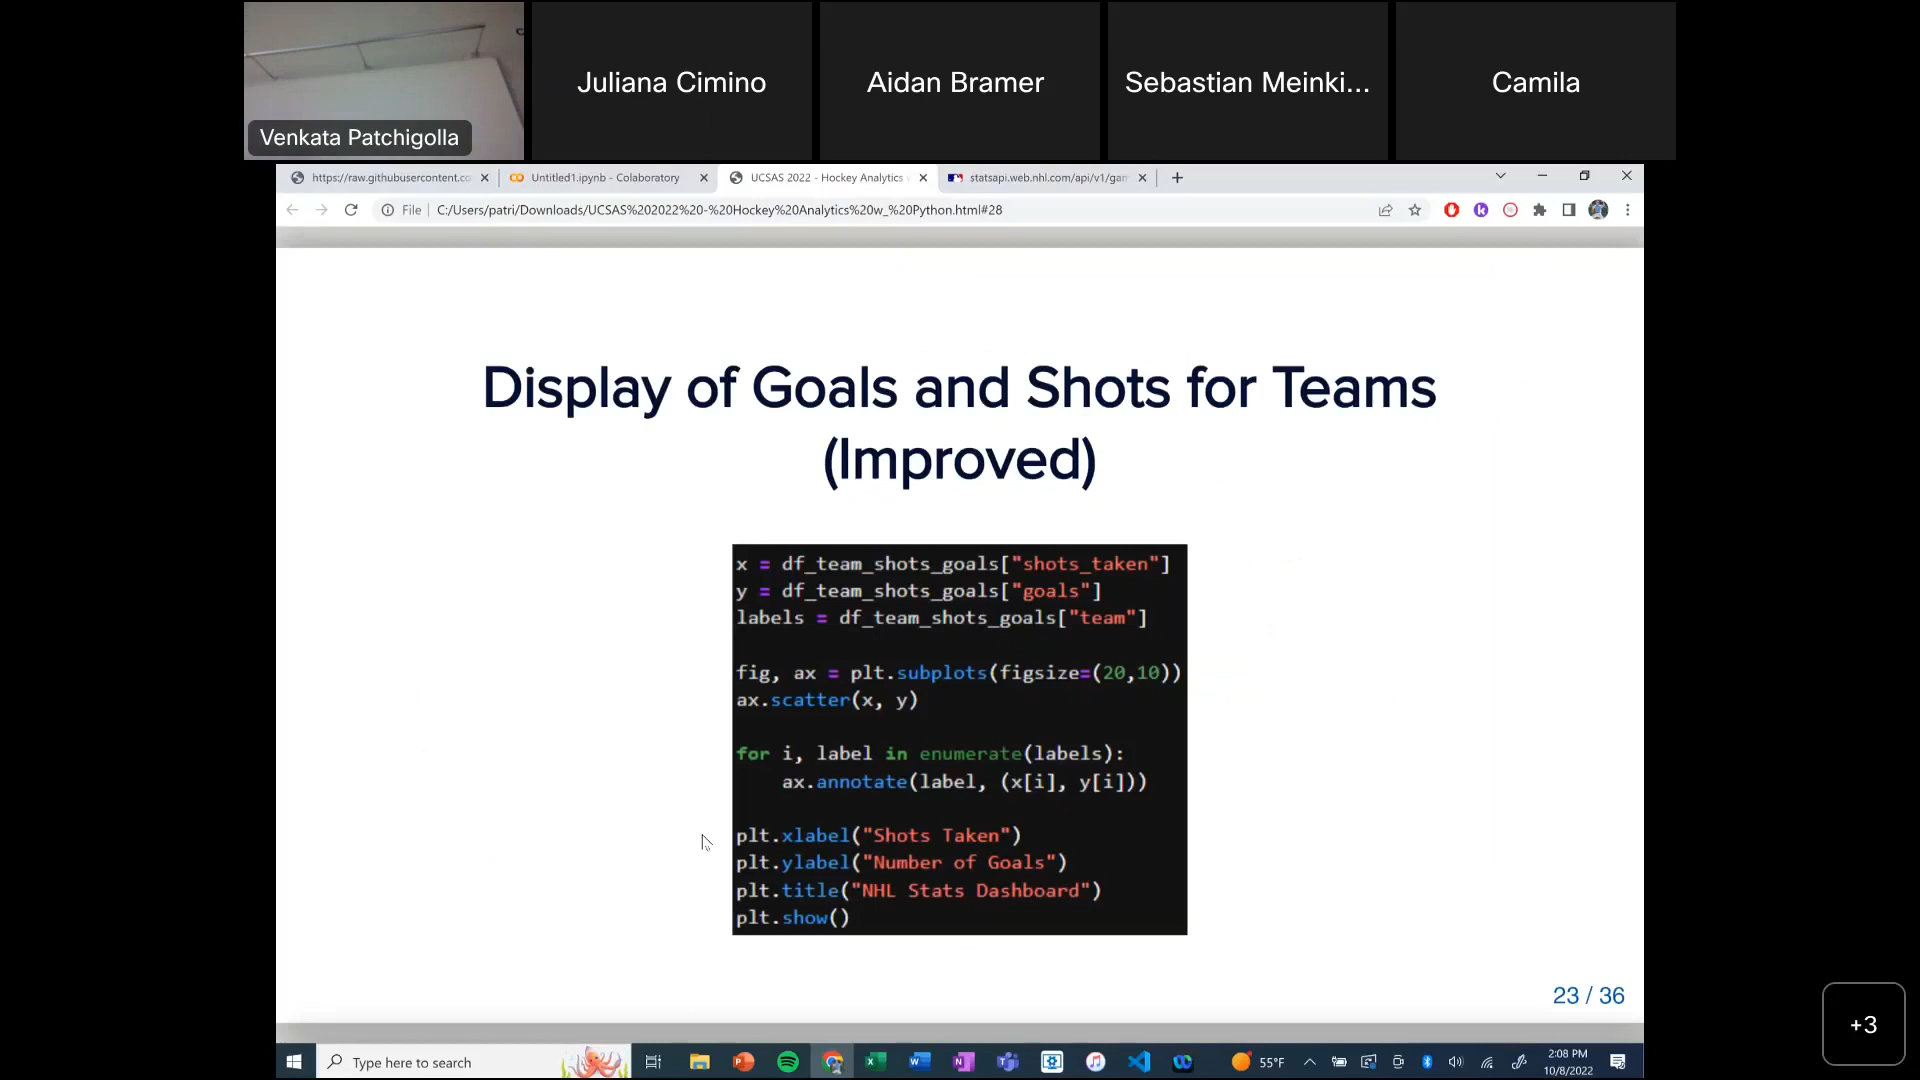 Venkata Patchigolla
Juliana Cimino
Aidan Bramer
Sebastian Meinki...
Camila
https://raw.githubusercontent.co
Untitled1.ipynb - Colaboratory
UCSAS 2022 - Hockey Analytics
statsapi.web.nhl.com/api/v1/gam
File
C:/Users/patri/Downloads/UCSAS%202022%20-%20Hockey%20Analytics%20w_%20Python.html#28
Display of Goals and Shots for Teams
(Improved)
x = df_team_shots_goals["shots_taken"]
y = df_team_shots_goals["goals"]
labels = df_team_shots_goals["team"]
fig, ax = plt.subplots(figsize=(20,10))
ax.scatter(x, y)
for i, label in enumerate(labels):
    ax.annotate(label, (x[i], y[i]))
plt.xlabel("Shots Taken")
plt.ylabel("Number of Goals")
plt.title("NHL Stats Dashboard")
plt.show()
23 / 36
+3
Type here to search
55°F
2:08 PM
10/8/2022